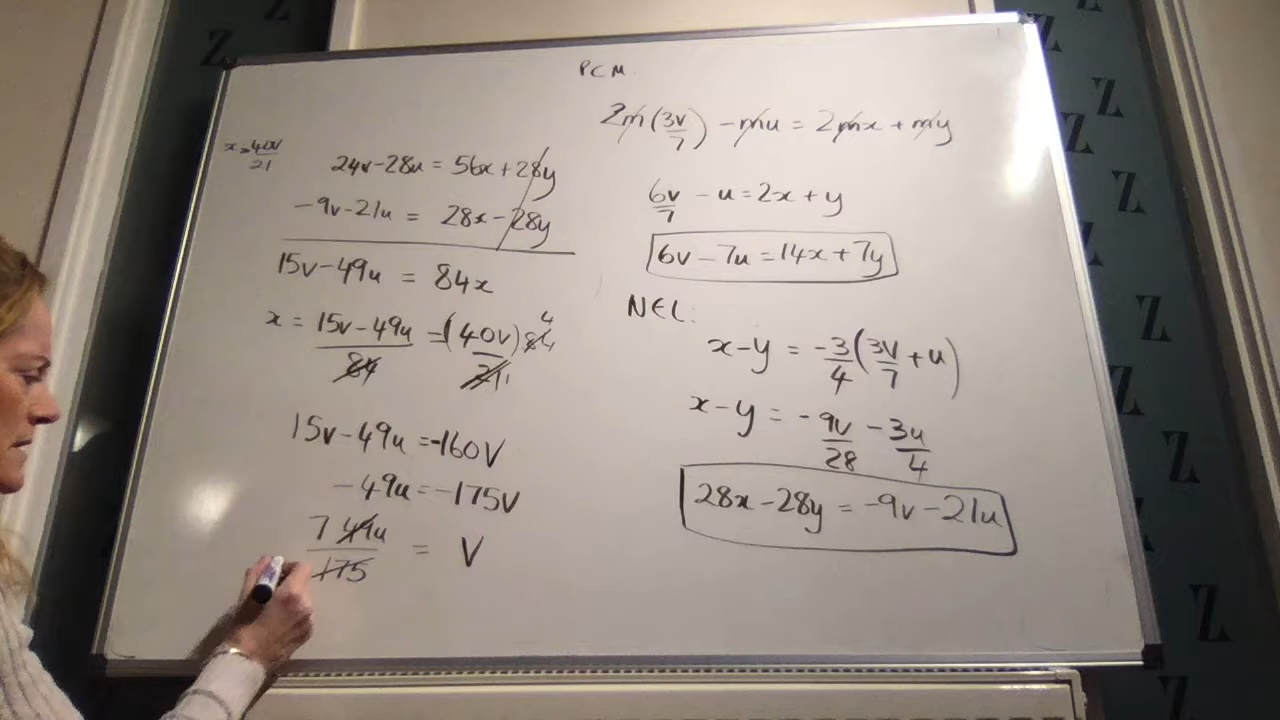 PCM
2m(3v/7) - mu = 2mx + my
6v/7 - u = 2x + y
6v - 7u = 14x + 7y
NEL:
x - y = -3/4(3v/7 + u)
x - y = -9v/28 - 3u/4
28x - 28y = -9v - 21u
x = 40v/21
24v - 28u = 56x + 28y
-9v - 21u = 28x - 28y
15v - 49u = 84x
x = 15v - 49u/84 = -(40v/21)84 4
15v - 49u = -160v
-49u = -175v
7 49u/175 = v
Z
Z
Z
Z
Z
Z
Z
Z
Z
Z
Z
Z